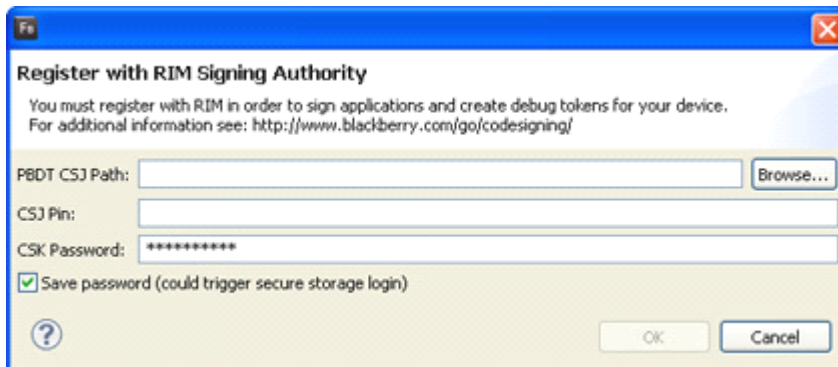 Fb
Register with RIM Signing Authority
You must register with RIM in order to sign applications and create debug tokens for your device.
For additional information see: http://www.blackberry.com/go/codesigning/
PBDT CSJ Path: Browse...
CSJ Pin:
CSK Password: **********
Save password (could trigger secure storage login)
? OK Cancel